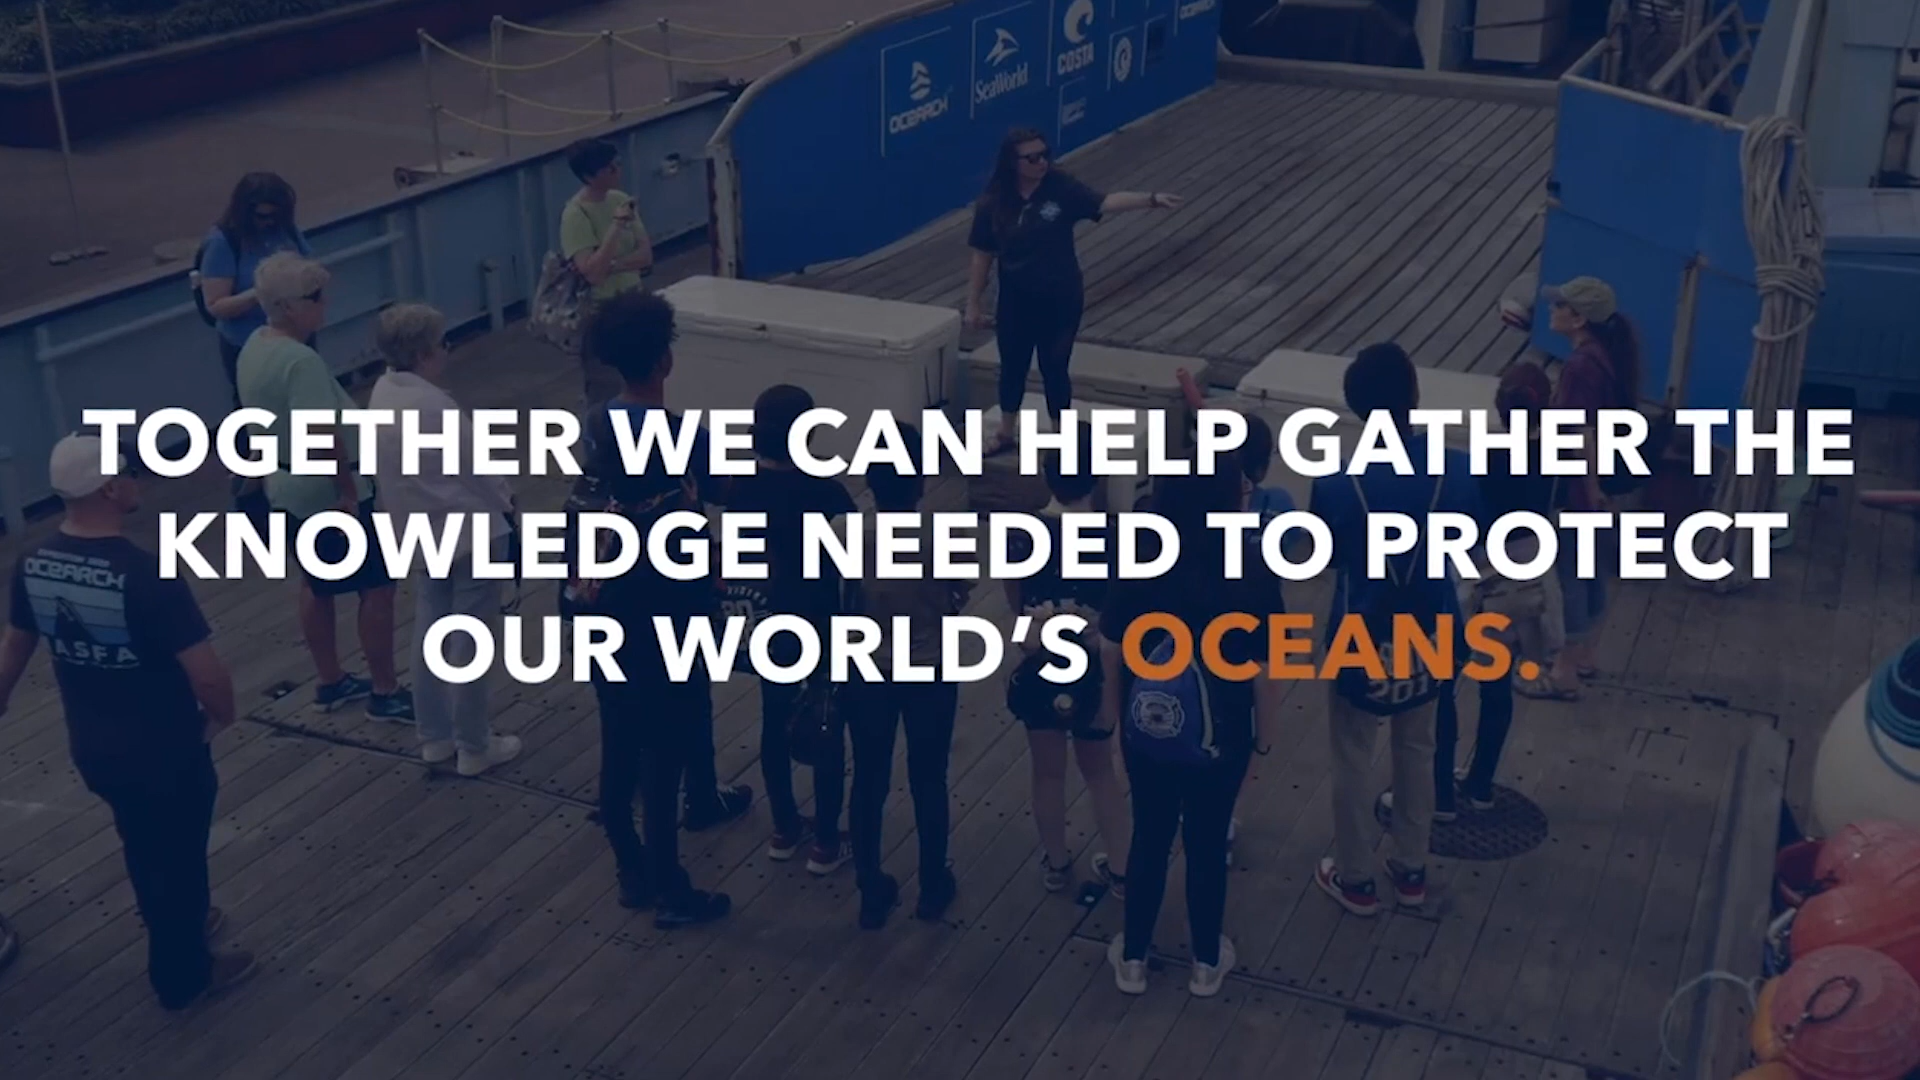 OCEARCH
SeaWorld
COSTA
TOGETHER WE CAN HELP GATHER THE
KNOWLEDGE NEEDED TO PROTECT
OUR WORLD’S OCEANS.
OCEARCH